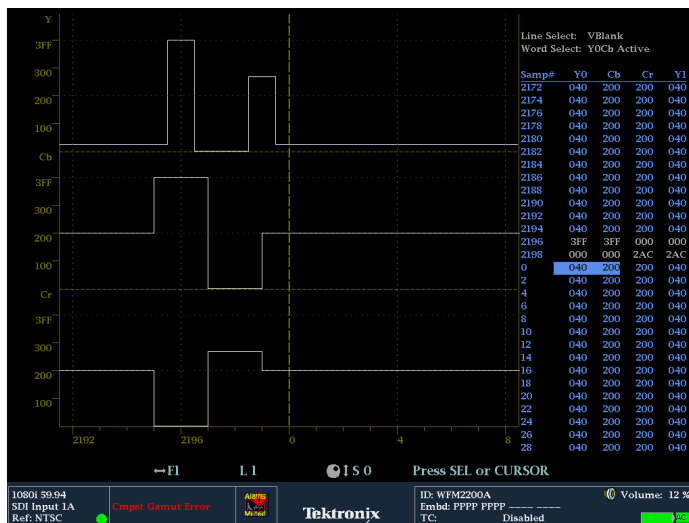 Y
3FF
300
200
100
Cb
3FF
300
200
100
Cr
3FF
300
200
100
2192 2196 0 4 8
Line Select: VBlank
Word Select: Y0Cb Active
Samp# Y0 Cb Cr Y1
2172 040 200 200 040
2174 040 200 200 040
2176 040 200 200 040
2178 040 200 200 040
2180 040 200 200 040
2182 040 200 200 040
2184 040 200 200 040
2186 040 200 200 040
2188 040 200 200 040
2190 040 200 200 040
2192 040 200 200 040
2194 040 200 200 040
2196 3FF 3FF 000 000
2198 000 000 2AC 2AC
0 040 200 200 040
2 040 200 200 040
4 040 200 200 040
6 040 200 200 040
8 040 200 200 040
10 040 200 200 040
12 040 200 200 040
14 040 200 200 040
16 040 200 200 040
18 040 200 200 040
20 040 200 200 040
22 040 200 200 040
24 040 200 200 040
26 040 200 200 040
28 040 200 200 040
↔F1 L 1 ↕ S 0 Press SEL or CURSOR
1080i 59.94
SDI Input 1A
Ref: NTSC
Cmpst Gamut Error
Alarms
Muted
Tektronix
ID: WFM2200A
Embd: PPPP PPPP ---- ----
TC: Disabled
Volume: 12 %